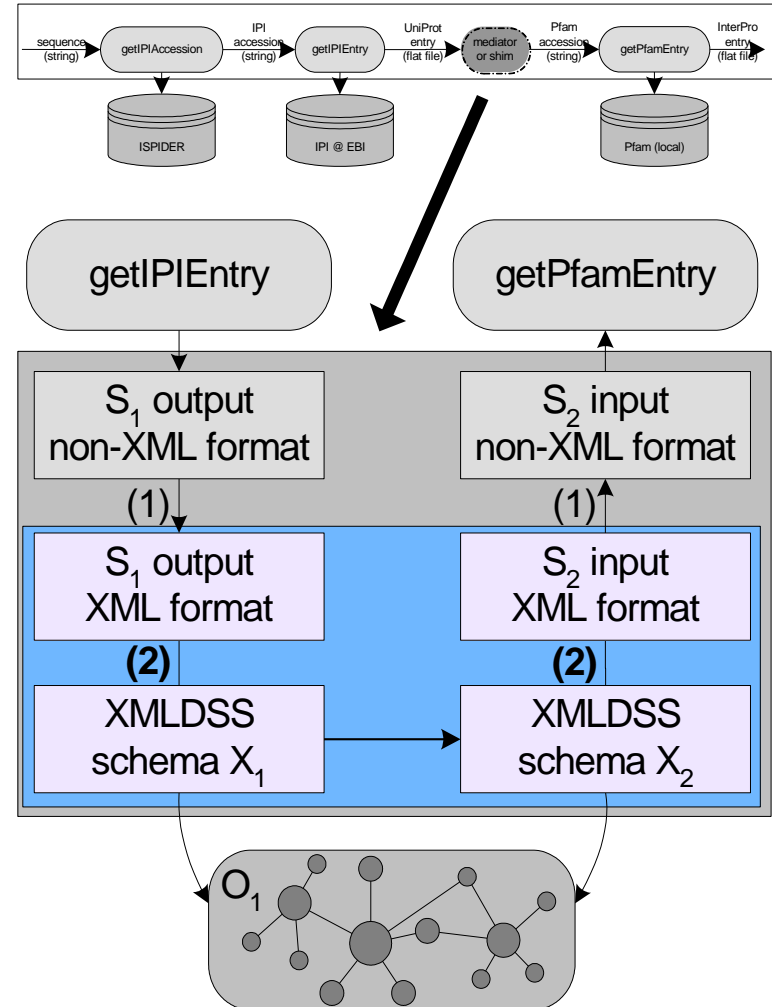 sequence
(string)
getIPIAccession
IPI
accession
(string)
getIPIEntry
UniProt
entry
(flat file)
mediator
or shim
Pfam
accession
(string)
getPfamEntry
InterPro
entry
(flat file)
ISPIDER
IPI @ EBI
Pfam (local)
getIPIEntry
getPfamEntry
S₁ output
non-XML format
S₂ input
non-XML format
(1)
(1)
S₁ output
XML format
S₂ input
XML format
(2)
(2)
XMLDSS
schema X₁
XMLDSS
schema X₂
O₁